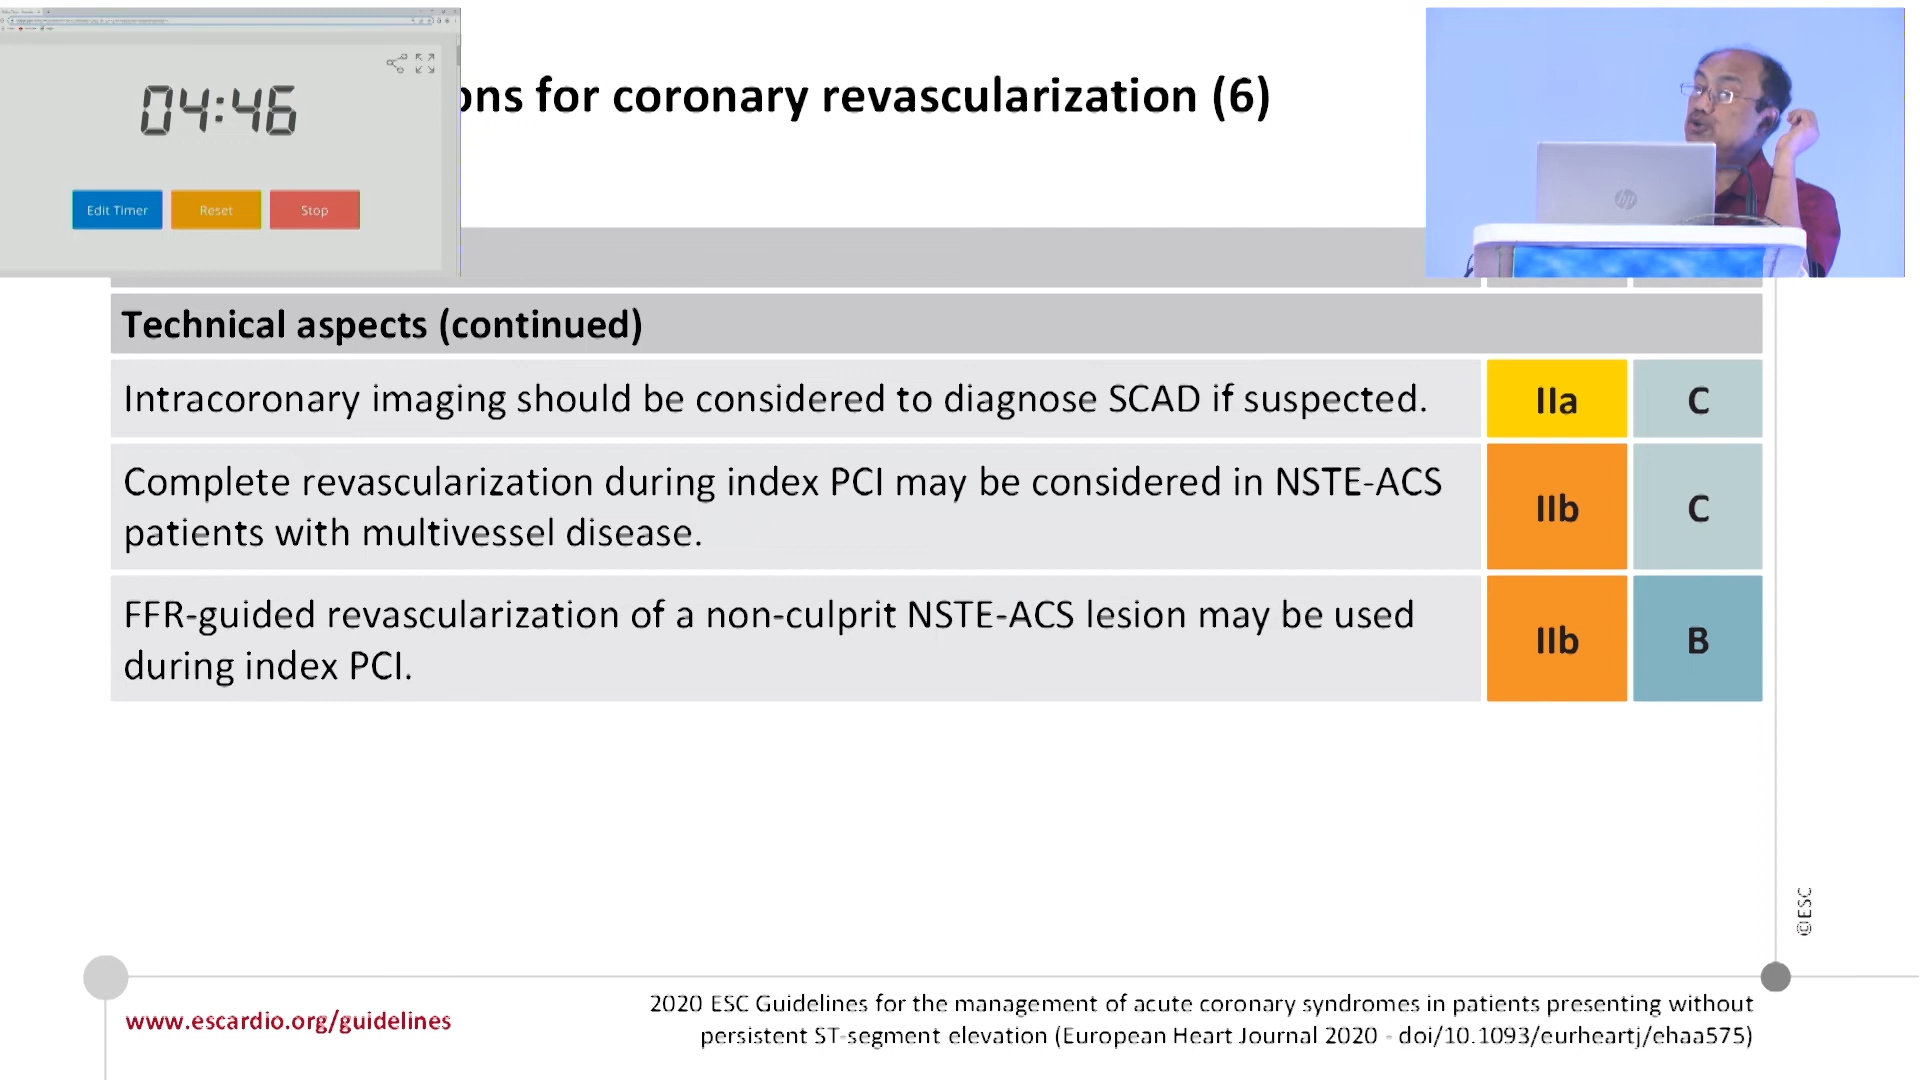 04:46
Edit Timer
Reset
Stop
ons for coronary revascularization (6)
hp
Technical aspects (continued)
Intracoronary imaging should be considered to diagnose SCAD if suspected.
IIa
C
Complete revascularization during index PCI may be considered in NSTE-ACS
patients with multivessel disease.
IIb
C
FFR-guided revascularization of a non-culprit NSTE-ACS lesion may be used
during index PCI.
IIb
B
©ESC
www.escardio.org/guidelines
2020 ESC Guidelines for the management of acute coronary syndromes in patients presenting without
persistent ST-segment elevation (European Heart Journal 2020 - doi/10.1093/eurheartj/ehaa575)